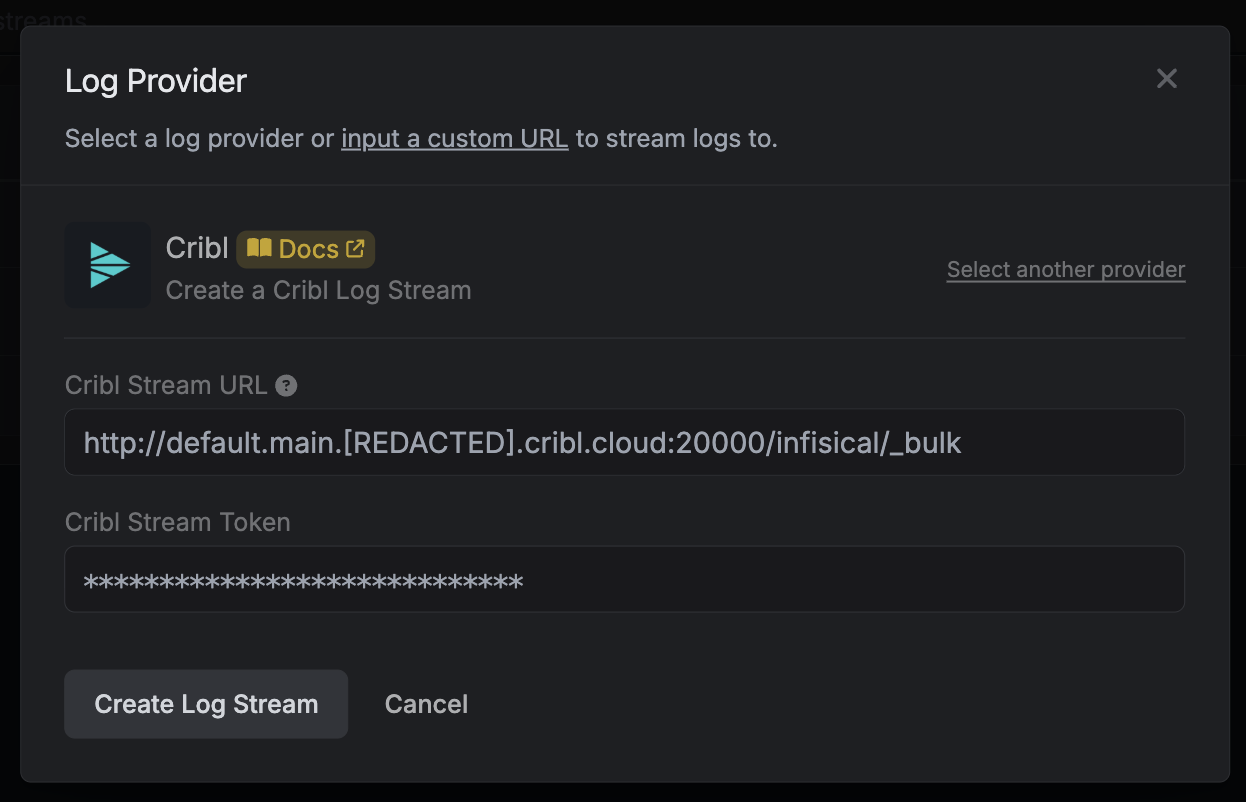 streams
Log Provider
Select a log provider or input a custom URL to stream logs to.
Cribl Docs
Create a Cribl Log Stream
Select another provider
Cribl Stream URL ?
http://default.main.[REDACTED].cribl.cloud:20000/infisical/_bulk
Cribl Stream Token
*****************************
Create Log Stream Cancel